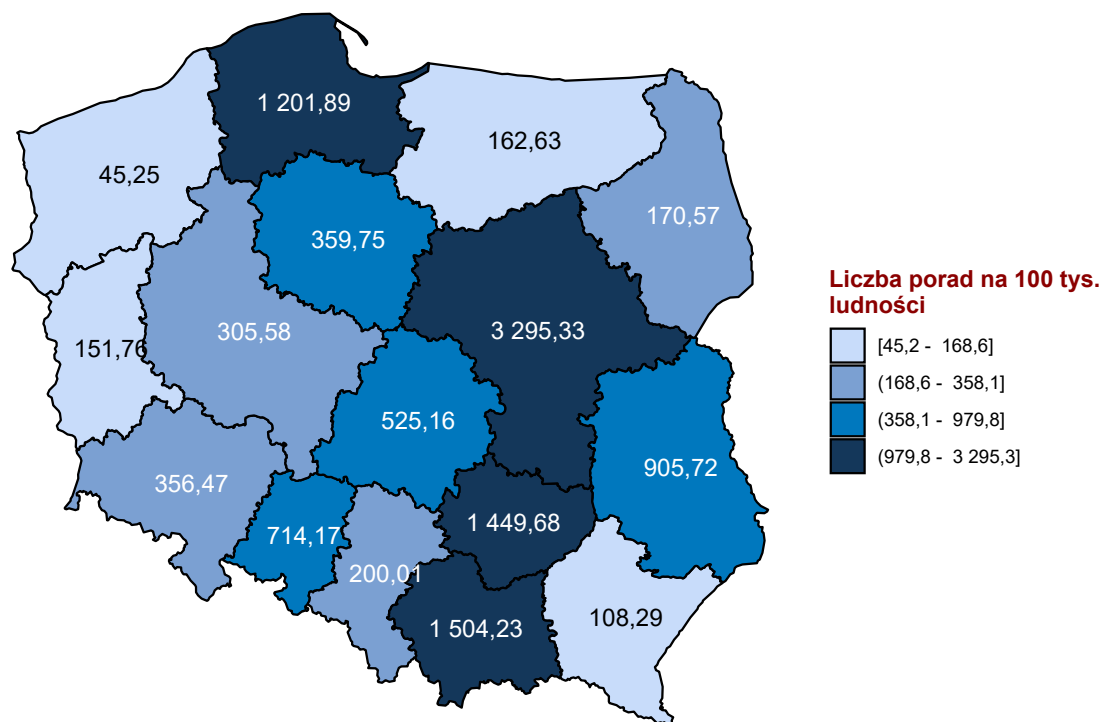 1 201,89
162,63
45,25
170,57
359,75
305,58
3 295,33
151,76
525,16
905,72
356,47
1 449,68
714,17
200,01
108,29
1 504,23
Liczba porad na 100 tys.
ludności
[45,2 - 168,6]
(168,6 - 358,1]
(358,1 - 979,8]
(979,8 - 3 295,3]